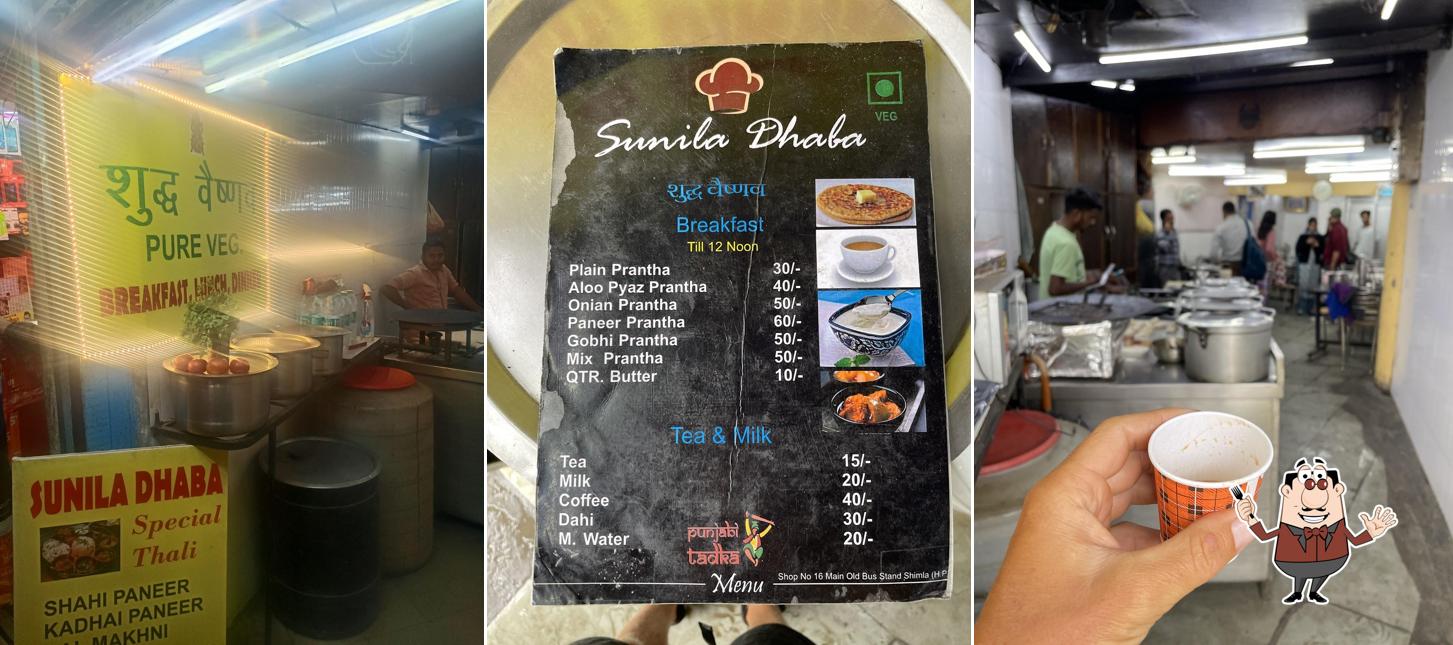 शुद्ध वैष्णव
PURE VEG.
BREAKFAST, LUNCH, DINNER
SUNILA DHABA
Special
Thali
SHAHI PANEER
KADHAI PANEER
MAKHNI
VEG
Sunila Dhaba
शुद्ध वैष्णव
Breakfast
Till 12 Noon
Plain Prantha 30/-
Aloo Pyaz Prantha 40/-
Onian Prantha 50/-
Paneer Prantha 60/-
Gobhi Prantha 50/-
Mix Prantha 50/-
QTR. Butter 10/-
Tea & Milk
Tea 15/-
Milk 20/-
Coffee 40/-
Dahi 30/-
M. Water 20/-
punjabi
tadka
Menu
Shop No 16 Main Old Bus Stand Shimla (H.P